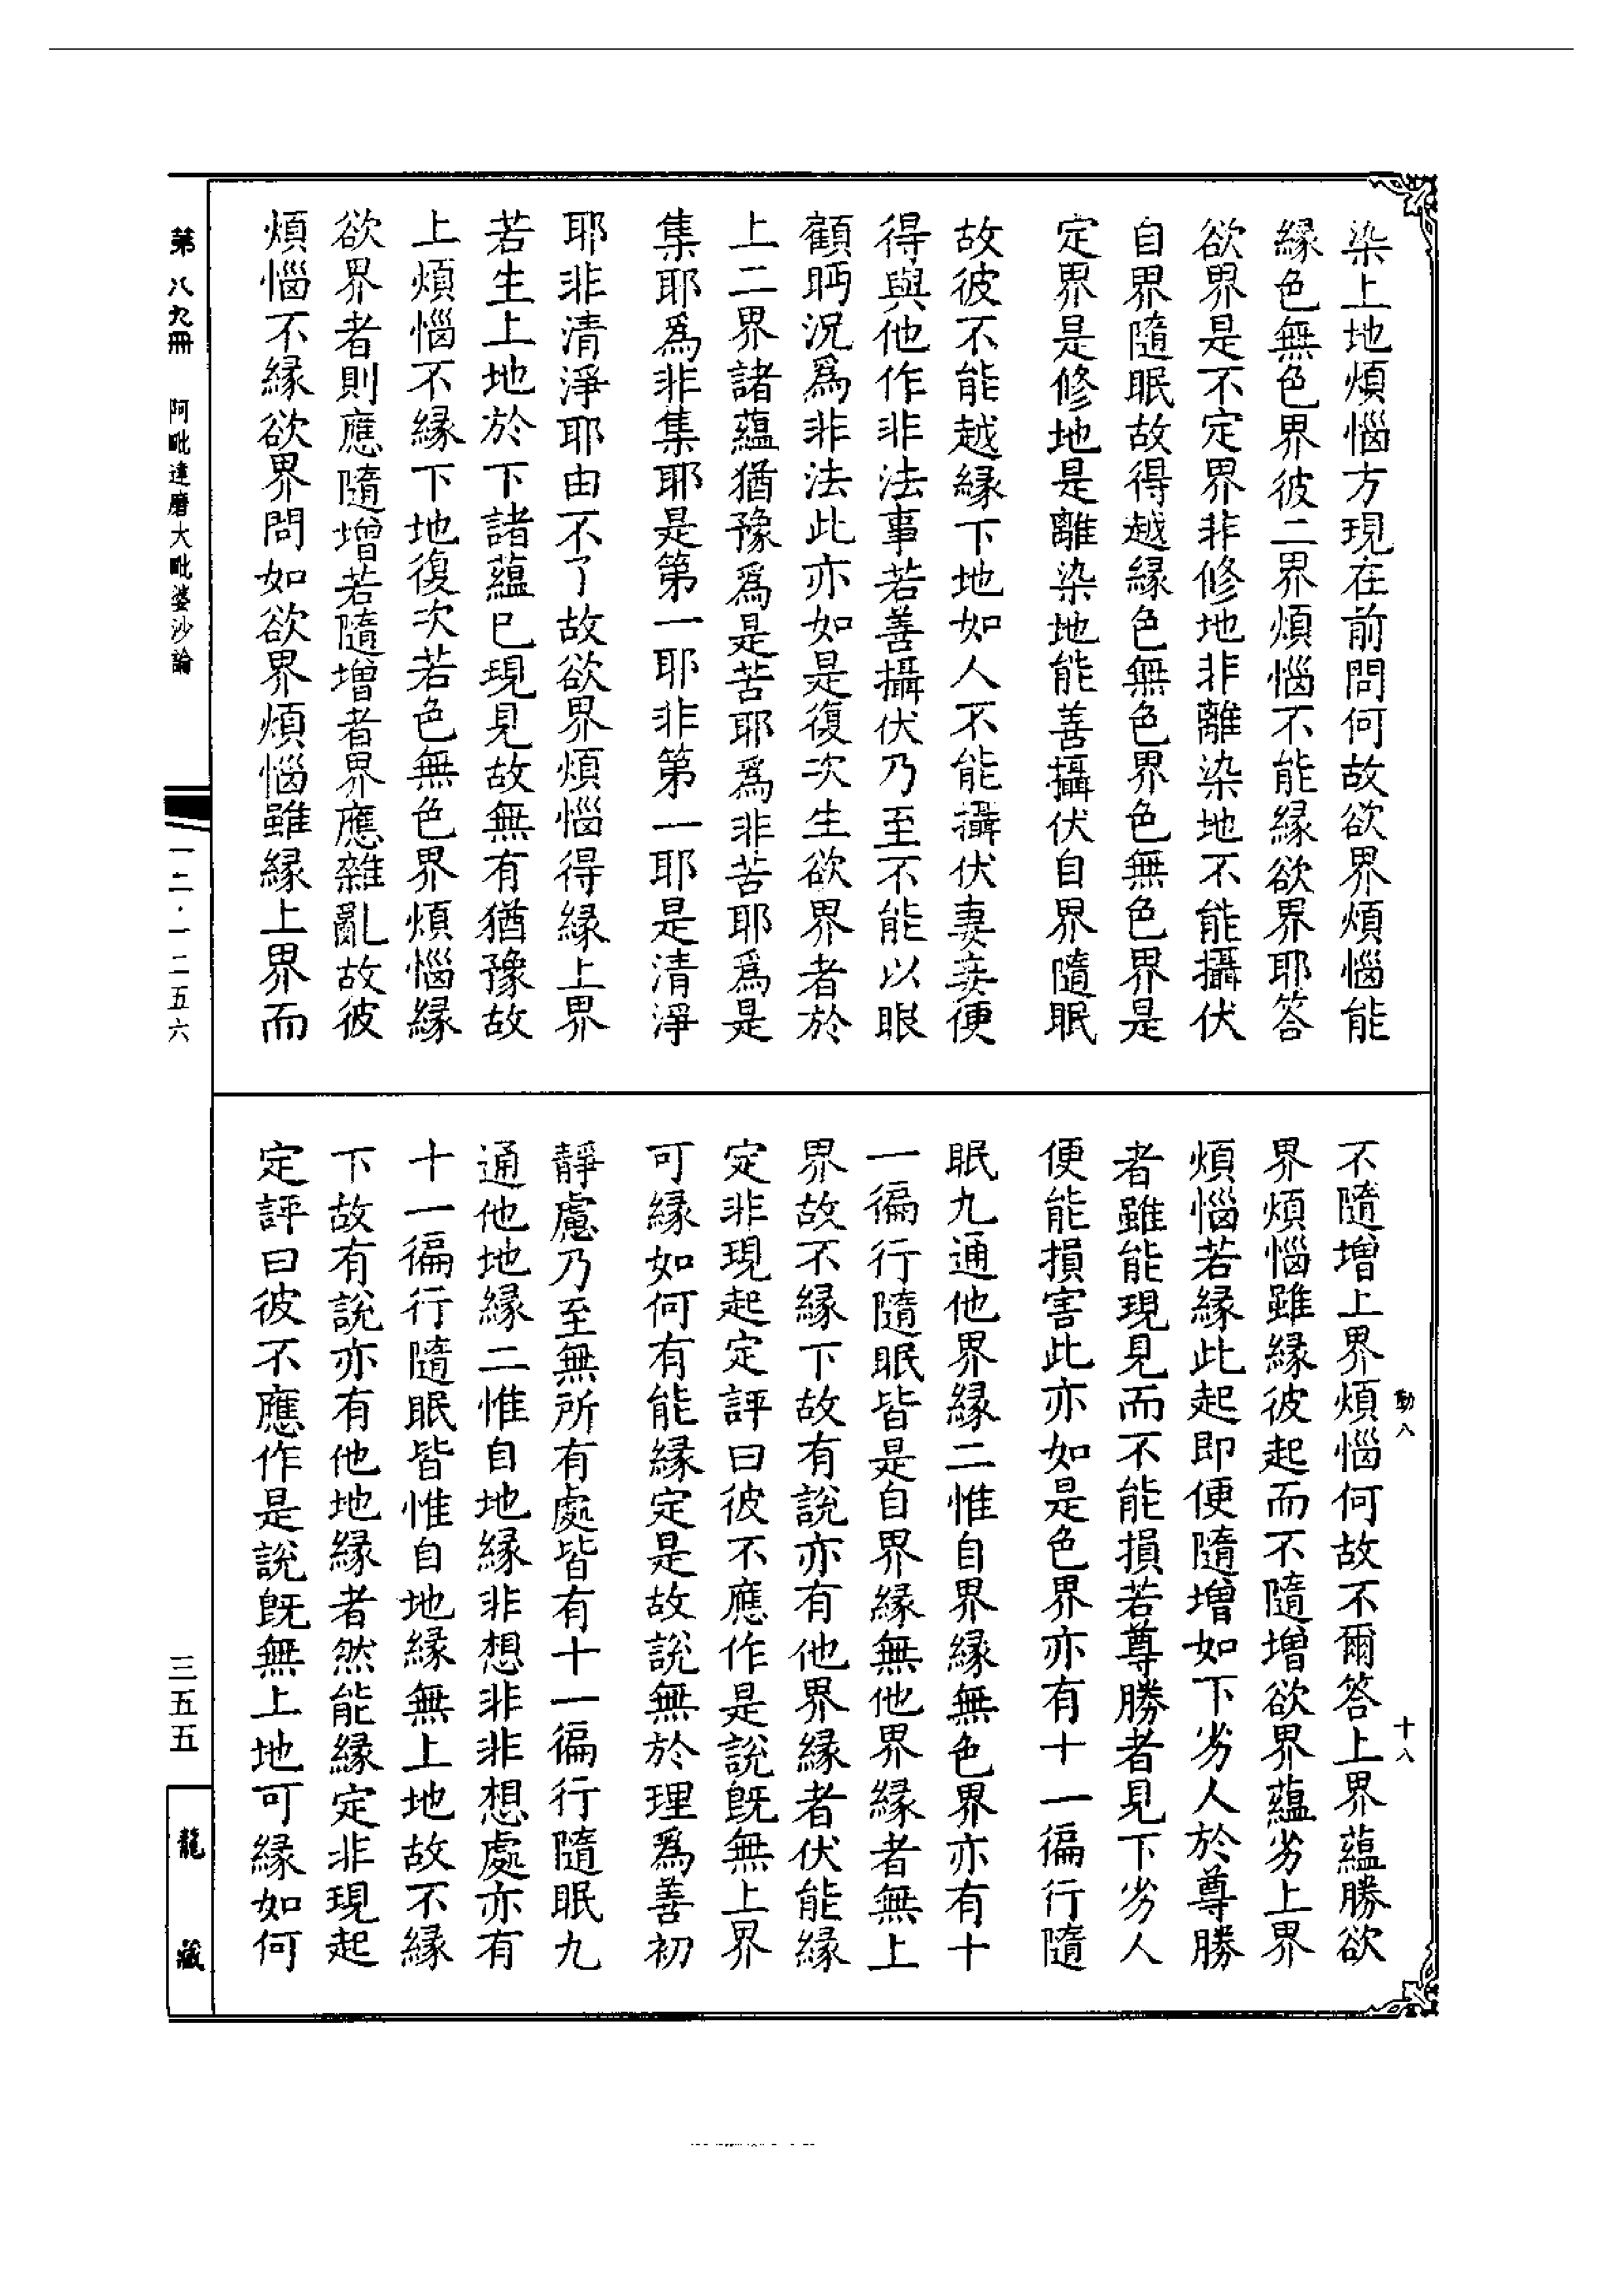 染上地煩惱方現在前問何故欲界煩惱能
緣色無色界彼二界煩惱不能緣欲界耶答
欲界是不定界非修地非離染地不能攝伏
自界隨眠故得越緣色無色界色無色界是
定界是修地是離染地能善攝伏自界隨眠
故彼不能越緣下地如人不能攝伏妻妾便
得與他作非法事若善攝伏乃至不能以眼
顧眄況爲非法此亦如是復次生欲界者於
上二界諸蘊猶豫爲是苦耶爲非苦耶爲是
集耶爲非集耶是第一耶非第一耶是清淨
耶非清淨耶由不了故欲界煩惱得緣上界
若生上地於下諸蘊已現見故無有猶豫故
上煩惱不緣下地復次若色無色界煩惱緣
欲界者則應隨增若隨增者界應雜亂故彼
煩惱不緣欲界問如欲界煩惱雖緣上界而
不隨增上界煩惱何故不爾答上界蘊勝欲
界煩惱雖緣彼起而不隨增欲界蘊劣上界
煩惱若緣此起即便隨增如下劣人於尊勝
者雖能現見而不能損若尊勝者見下劣人
便能損害此亦如是色界亦有十一徧行隨
眠九通他界緣二惟自界緣無色界亦有十
一徧行隨眠皆是自界緣無他界緣者無上
界故不緣下故有說亦有他界緣者伏能緣
定非現起定評曰彼不應作是說旣無上界
可緣如何有能緣定是故說無於理爲善初
靜慮乃至無所有處皆有十一徧行隨眠九
通他地緣二惟自地緣非想非非想處亦有
十一徧行隨眠皆惟自地緣無上地故不緣
下故有說亦有他地緣者然能緣定非現起
定評曰彼不應作是說旣無上地可緣如何
勤八
十八
第八九冊 阿毗達磨大毗婆沙論
一二·一二五六
三五五
龍藏